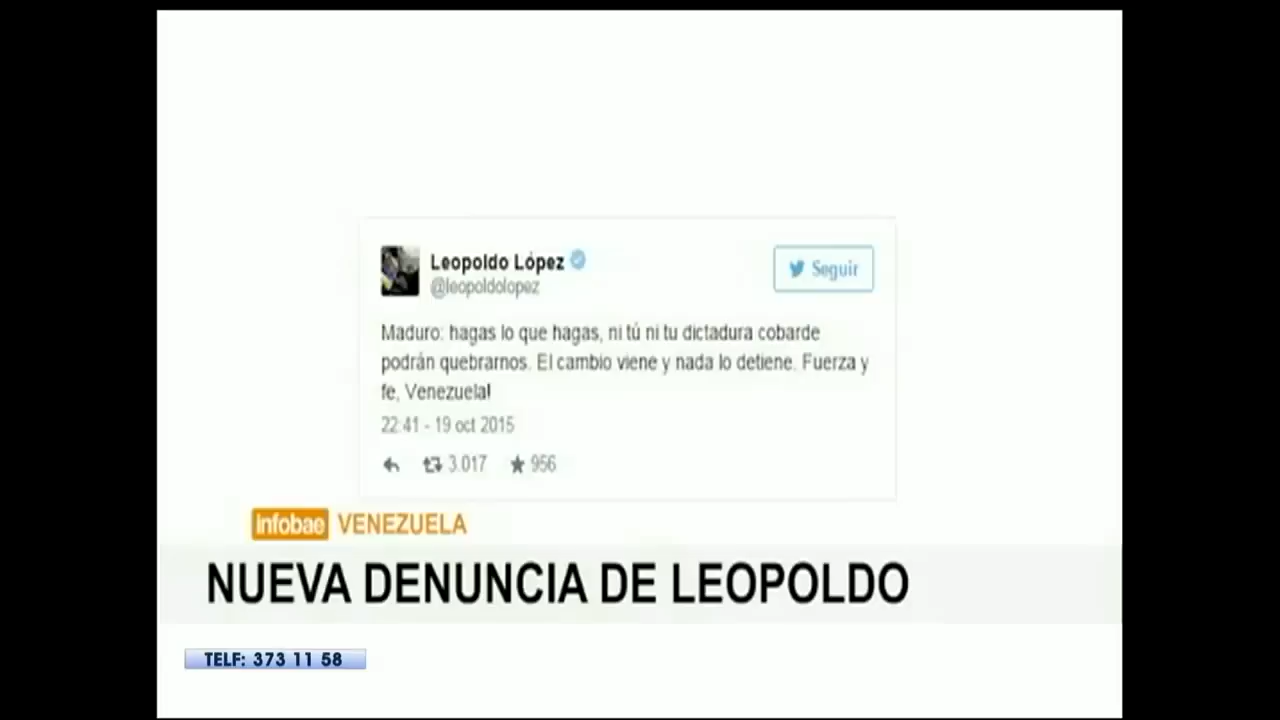 Leopoldo López
@leopoldolopez
Seguir
Maduro: hagas lo que hagas, ni tú ni tu dictadura cobarde
podrán quebrarnos. El cambio viene y nada lo detiene. Fuerza y
fe, Venezuela!
22:41 - 19 oct 2015
3.017 956
infobae VENEZUELA
NUEVA DENUNCIA DE LEOPOLDO
TELF: 373 11 58